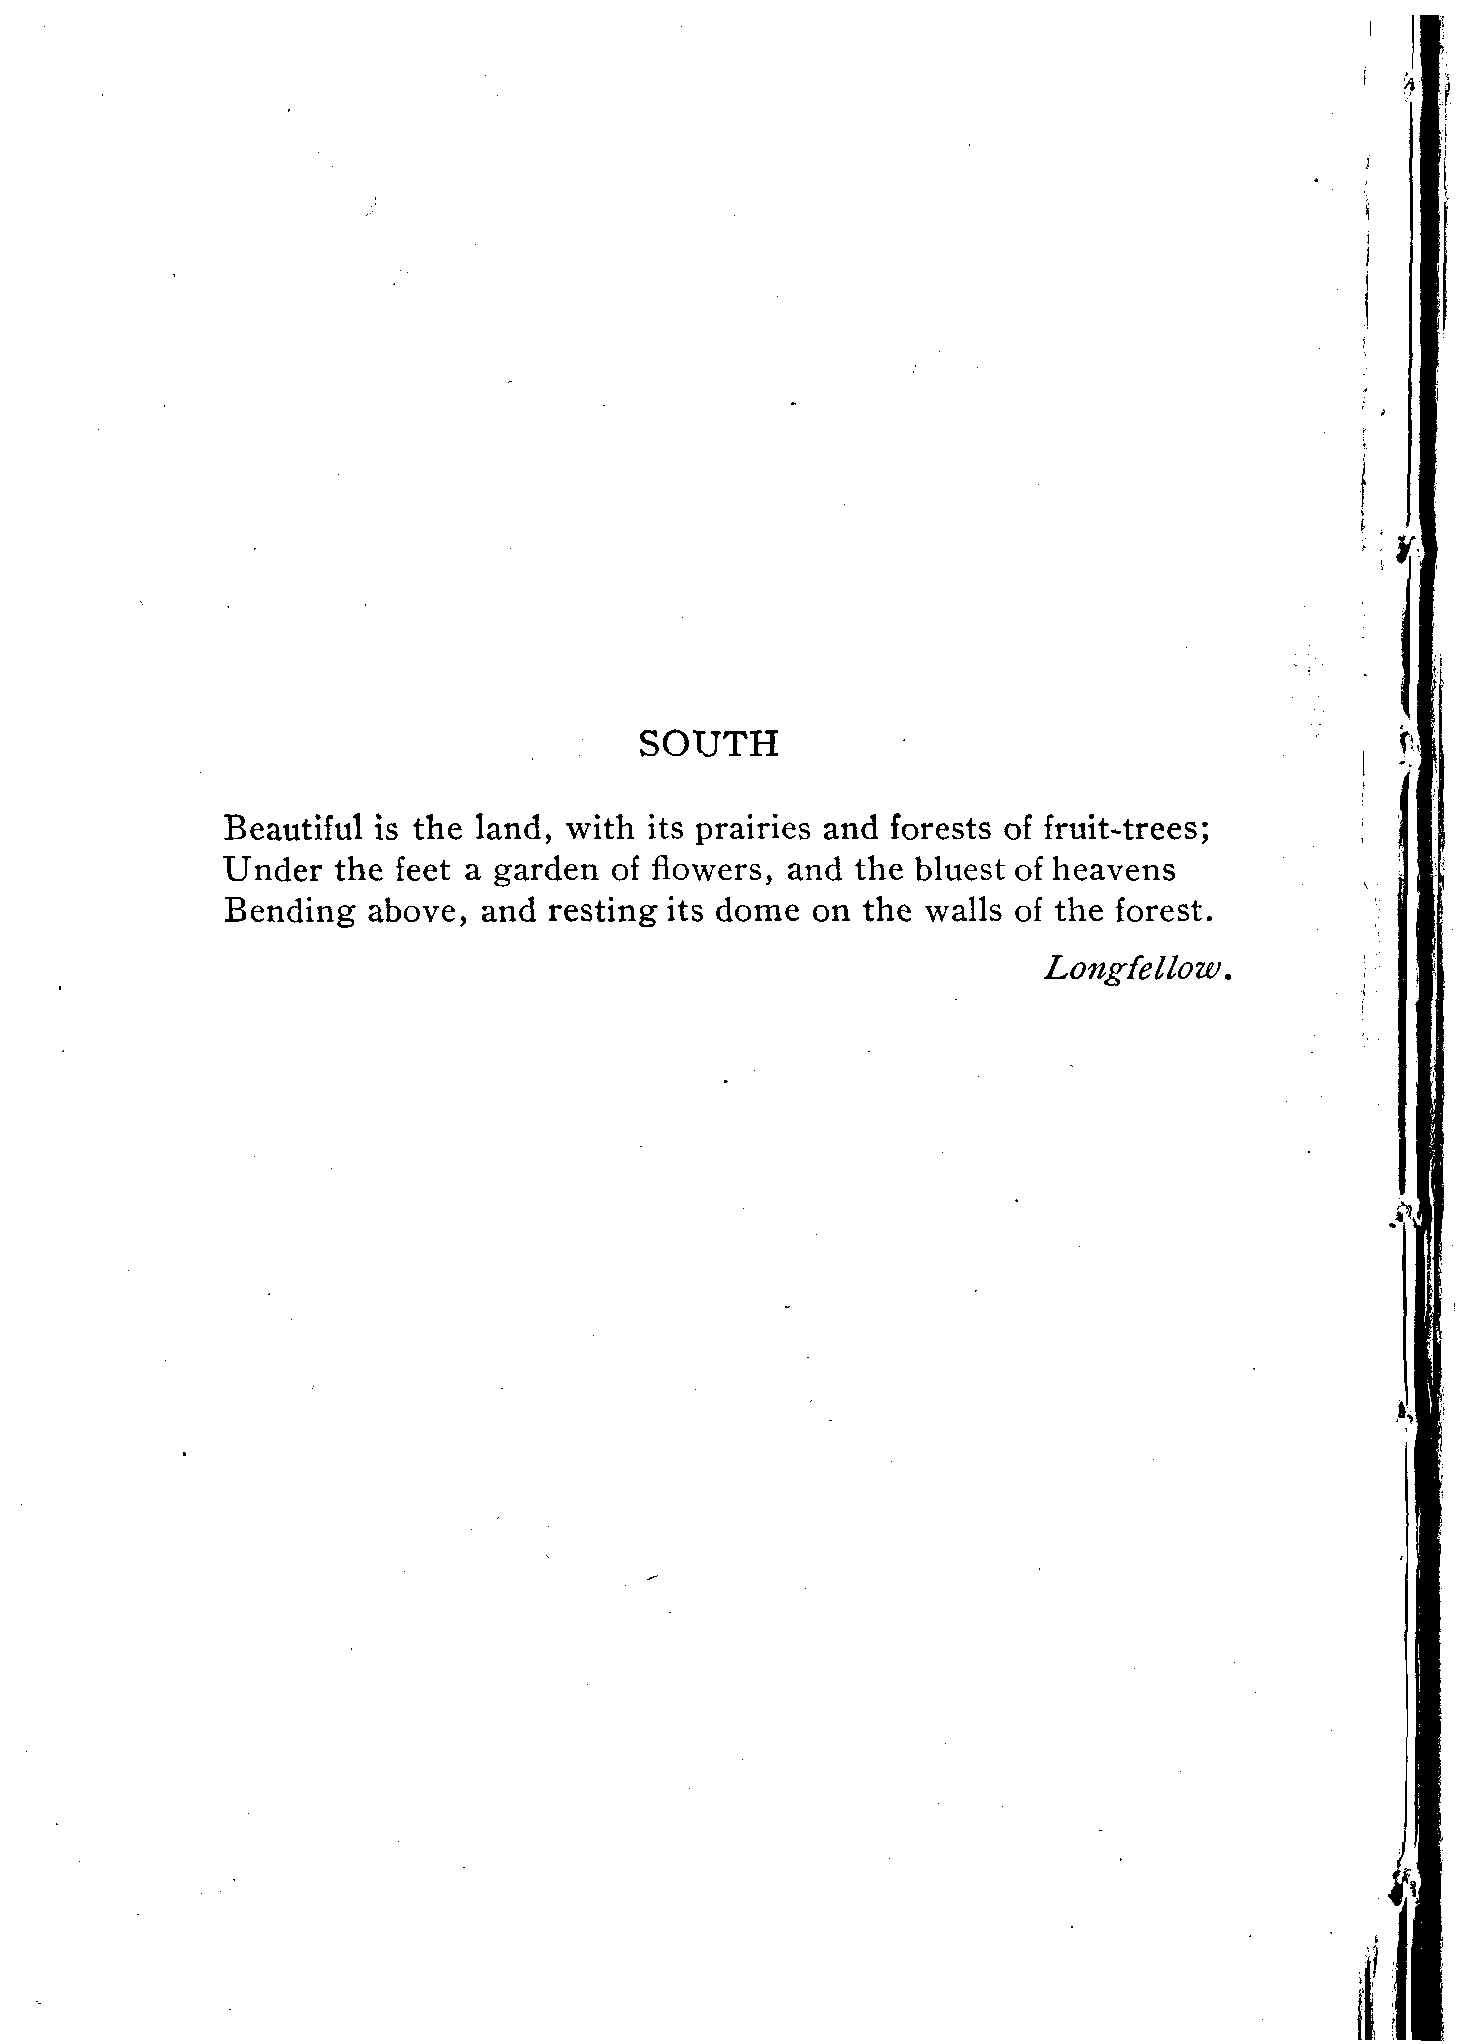 SOUTH
Beautiful is the land, with its prairies and forests of fruit-trees;
Under the feet a garden of flowers, and the bluest of heavens
Bending above, and resting its dome on the walls of the forest.
Longfellow.